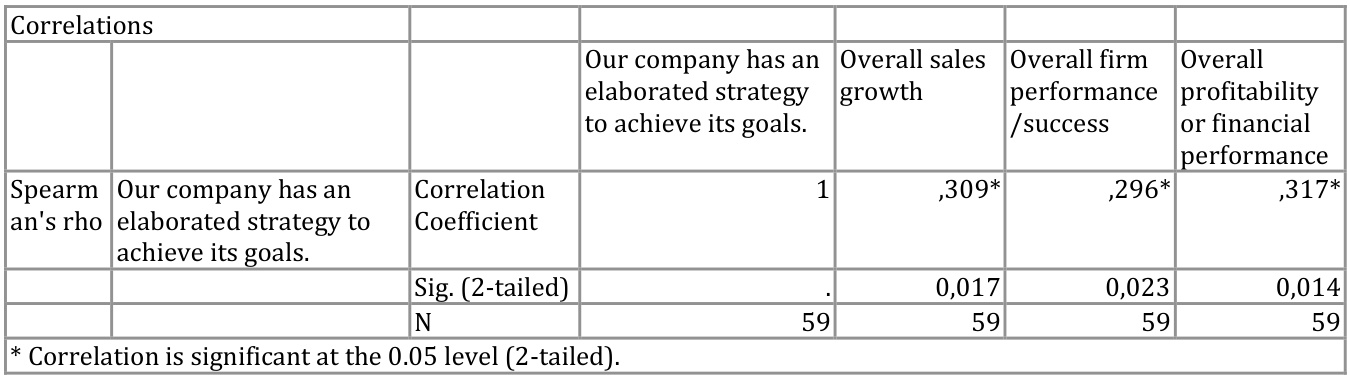 Correlations
Our company has an elaborated strategy to achieve its goals.
Overall sales growth
Overall firm performance /success
Overall profitability or financial performance
Spearm an's rho
Our company has an elaborated strategy to achieve its goals.
Correlation Coefficient
1
,309*
,296*
,317*
Sig. (2-tailed)
.
0,017
0,023
0,014
N
59
59
59
59
* Correlation is significant at the 0.05 level (2-tailed).